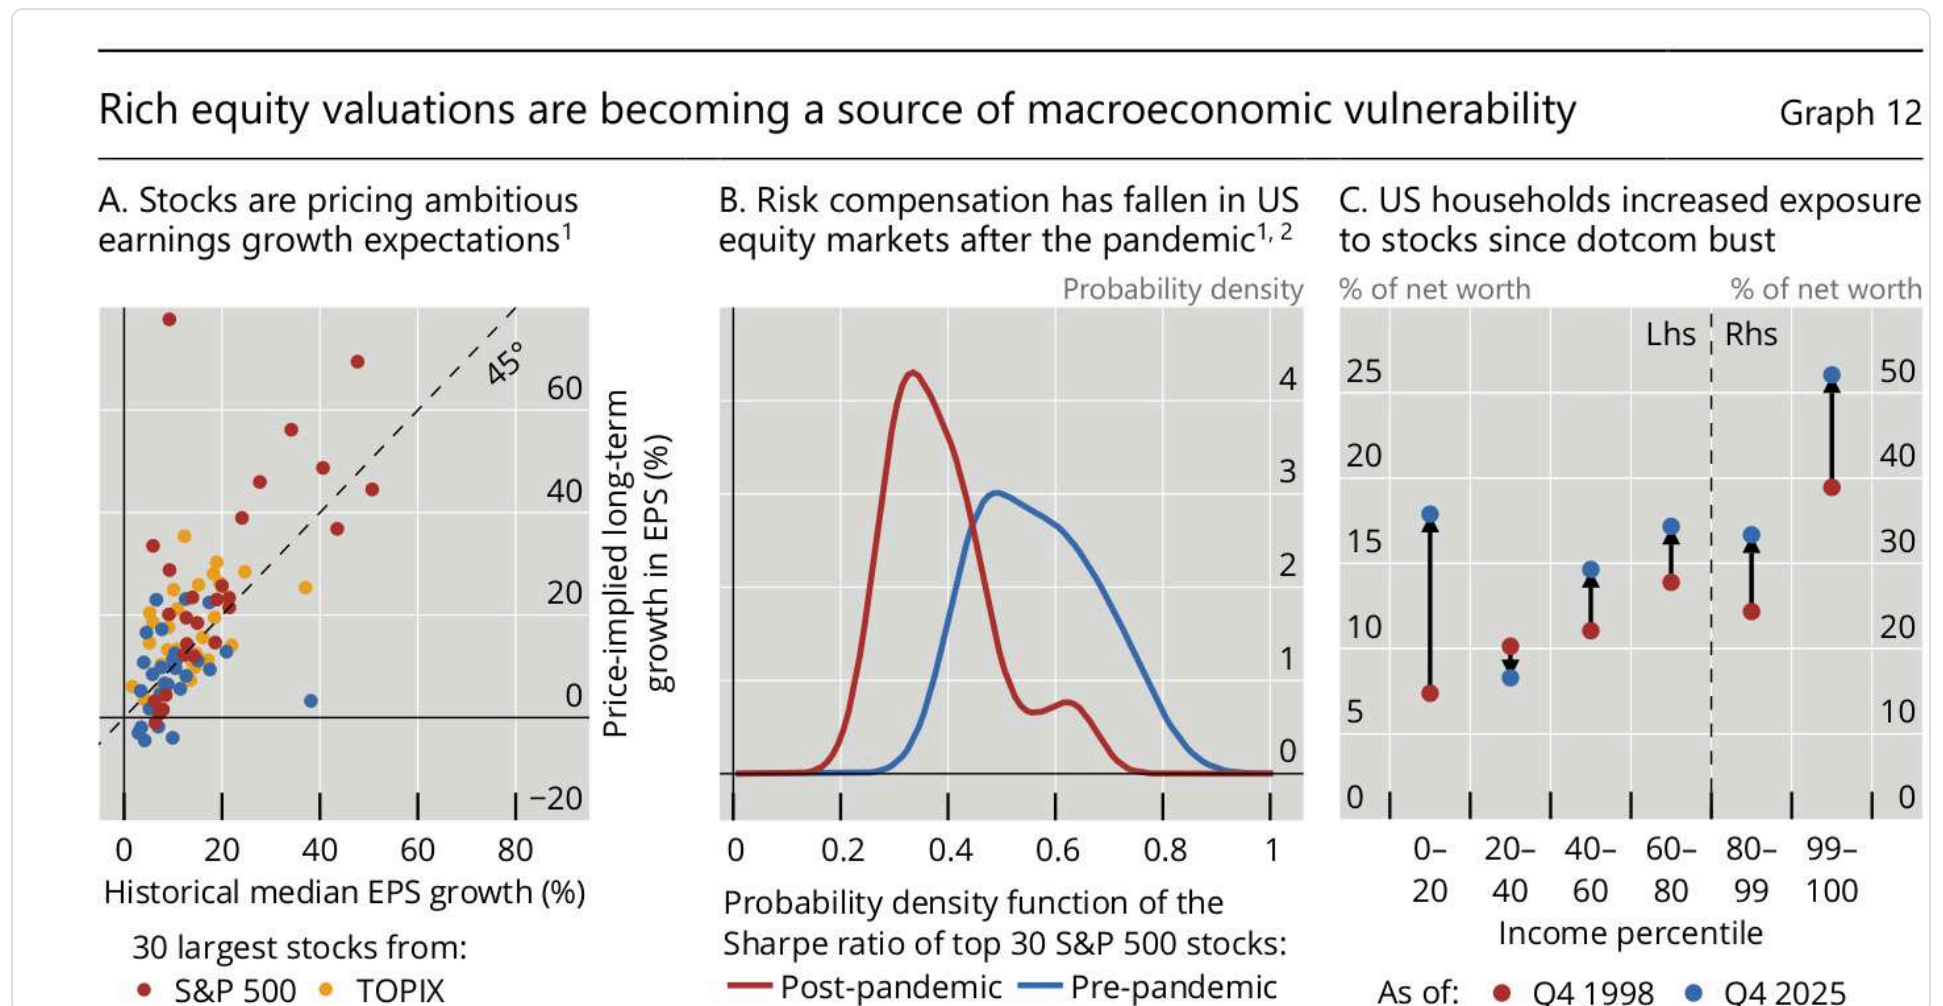 Rich equity valuations are becoming a source of macroeconomic vulnerability
Graph 12
A. Stocks are pricing ambitious
earnings growth expectations¹
60
40
20
0
−20
45°
Price-implied long-term
growth in EPS (%)
0 20 40 60 80
Historical median EPS growth (%)
30 largest stocks from:
S&P 500 TOPIX
B. Risk compensation has fallen in US
equity markets after the pandemic¹,²
Probability density
4
3
2
1
0
0 0.2 0.4 0.6 0.8 1
Probability density function of the
Sharpe ratio of top 30 S&P 500 stocks:
Post-pandemic Pre-pandemic
C. US households increased exposure
to stocks since dotcom bust
% of net worth % of net worth
Lhs Rhs
25 50
20 40
15 30
10 20
5 10
0 0
0– 20– 40– 60– 80– 99–
20 40 60 80 99 100
Income percentile
As of: Q4 1998 Q4 2025